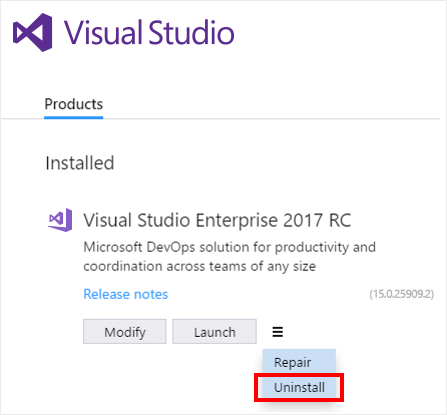 Visual Studio
Products
Installed
Visual Studio Enterprise 2017 RC
Microsoft DevOps solution for productivity and
coordination across teams of any size
Release notes (15.0.25909.2)
Modify Launch
Repair
Uninstall